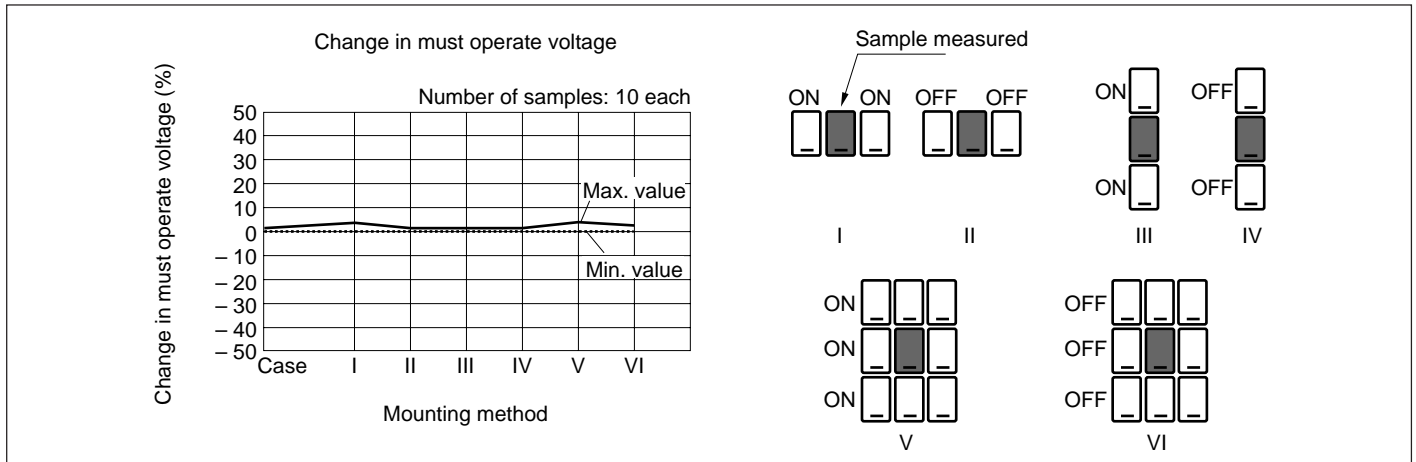 Change in must operate voltage
Number of samples: 10 each
Change in must operate voltage (%)
50
40
30
20
10
0
– 10
– 20
– 30
– 40
– 50
Max. value
Min. value
Case I II III IV V VI
Mounting method
Sample measured
ON ON OFF OFF
I II
ON OFF
ON OFF
III IV
ON
ON
ON
V
OFF
OFF
OFF
VI